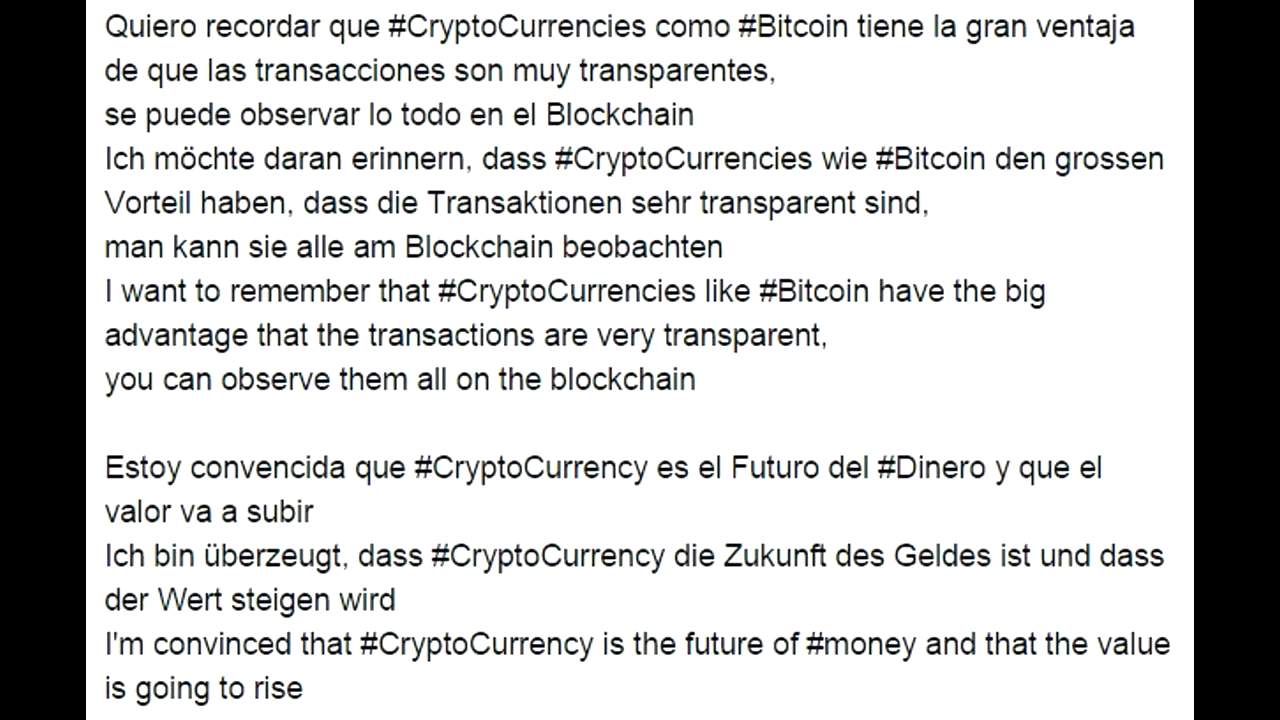 Quiero recordar que #CryptoCurrencies como #Bitcoin tiene la gran ventaja
de que las transacciones son muy transparentes,
se puede observar lo todo en el Blockchain
Ich möchte daran erinnern, dass #CryptoCurrencies wie #Bitcoin den grossen
Vorteil haben, dass die Transaktionen sehr transparent sind,
man kann sie alle am Blockchain beobachten
I want to remember that #CryptoCurrencies like #Bitcoin have the big
advantage that the transactions are very transparent,
you can observe them all on the blockchain
Estoy convencida que #CryptoCurrency es el Futuro del #Dinero y que el
valor va a subir
Ich bin überzeugt, dass #CryptoCurrency die Zukunft des Geldes ist und dass
der Wert steigen wird
I'm convinced that #CryptoCurrency is the future of #money and that the value
is going to rise